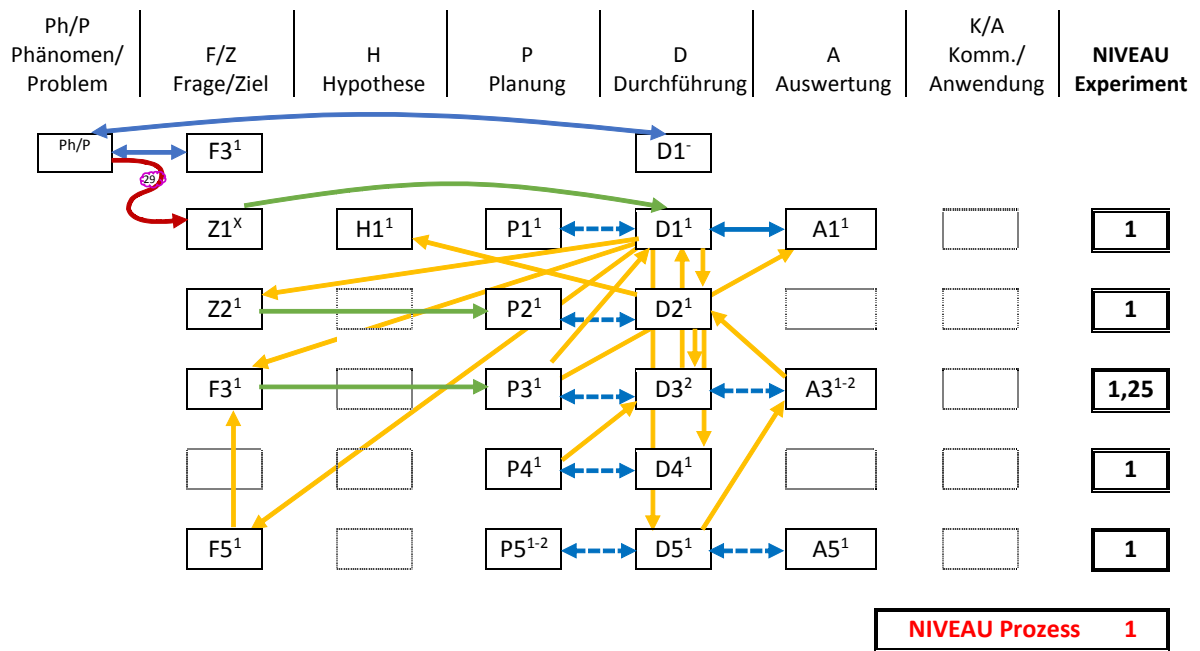 Ph/P
Phänomen/
Problem
F/Z
Frage/Ziel
H
Hypothese
P
Planung
D
Durchführung
A
Auswertung
K/A
Komm./
Anwendung
NIVEAU
Experiment
Ph/P F3¹ D1⁻
29
Z1ˣ H1¹ P1¹ D1¹ A1¹ 1
Z2¹ P2¹ D2¹ 1
F3¹ P3¹ D3² A3¹⁻² 1,25
P4¹ D4¹ 1
F5¹ P5¹⁻² D5¹ A5¹ 1
NIVEAU Prozess 1